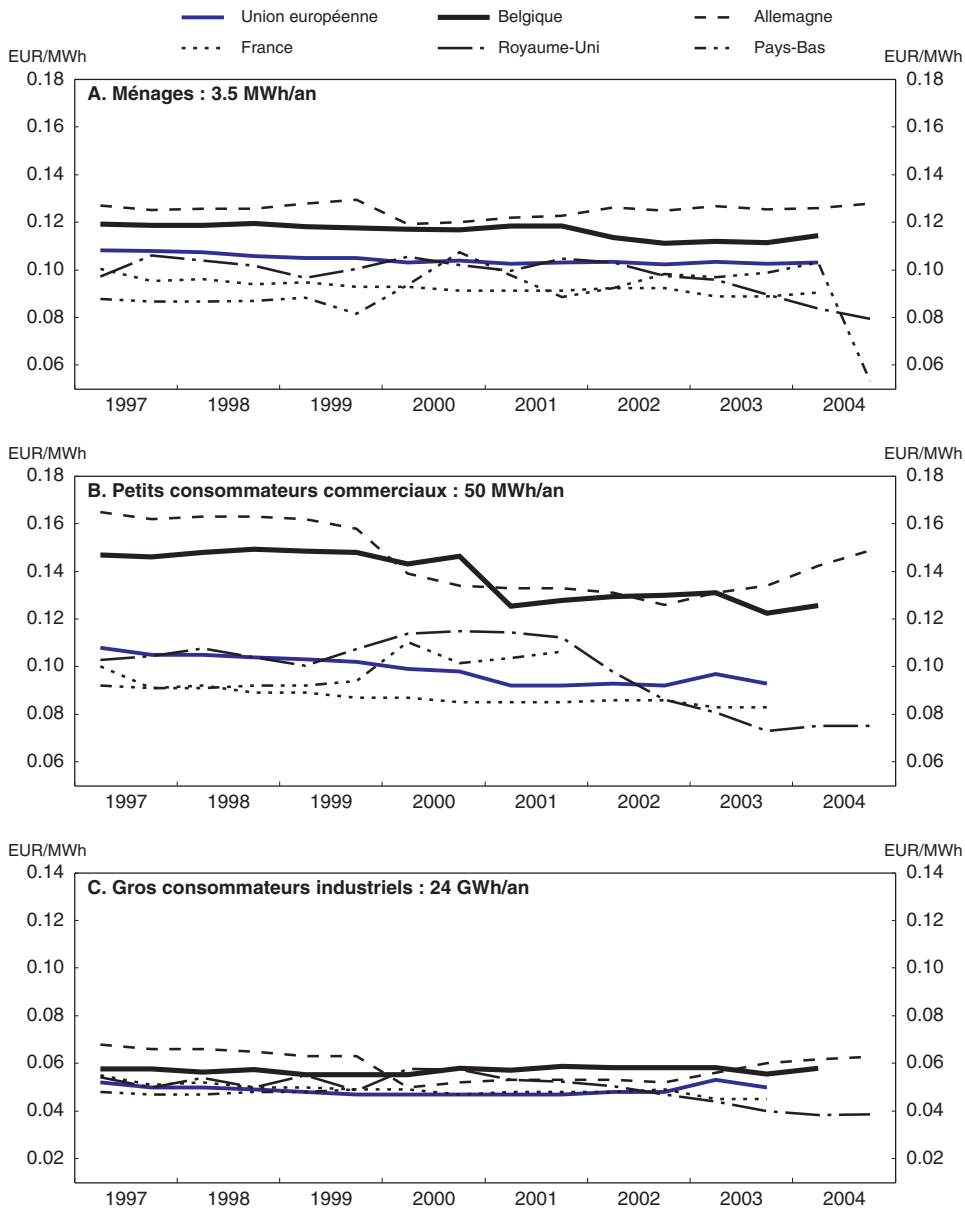 Union européenne Belgique Allemagne
France Royaume-Uni Pays-Bas
EUR/MWh EUR/MWh
0.18 0.18
A. Ménages : 3.5 MWh/an
0.16 0.16
0.14 0.14
0.12 0.12
0.10 0.10
0.08 0.08
0.06 0.06
1997 1998 1999 2000 2001 2002 2003 2004
EUR/MWh EUR/MWh
0.18 0.18
B. Petits consommateurs commerciaux : 50 MWh/an
0.16 0.16
0.14 0.14
0.12 0.12
0.10 0.10
0.08 0.08
0.06 0.06
1997 1998 1999 2000 2001 2002 2003 2004
EUR/MWh EUR/MWh
0.14 0.14
C. Gros consommateurs industriels : 24 GWh/an
0.12 0.12
0.10 0.10
0.08 0.08
0.06 0.06
0.04 0.04
0.02 0.02
1997 1998 1999 2000 2001 2002 2003 2004